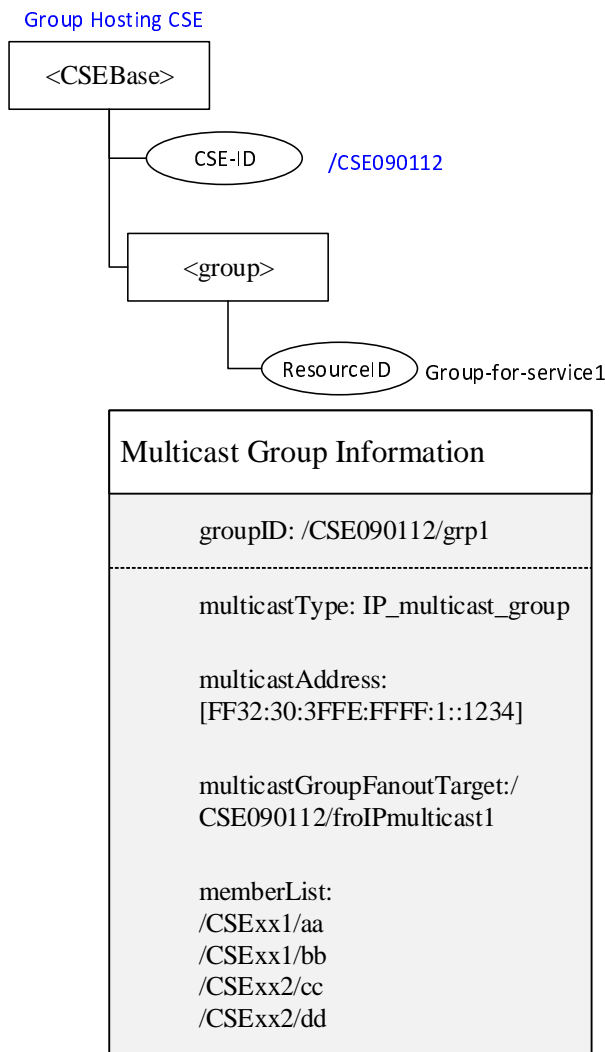 Group Hosting CSE
<CSEBase>
CSE-ID
/CSE090112
<group>
ResourceID
Group-for-service1
Multicast Group Information
groupID: /CSE090112/grp1
multicastType: IP_multicast_group
multicastAddress:
[FF32:30:3FFE:FFFF:1::1234]
multicastGroupFanoutTarget:/
CSE090112/froIPmulticast1
memberList:
/CSExx1/aa
/CSExx1/bb
/CSExx2/cc
/CSExx2/dd